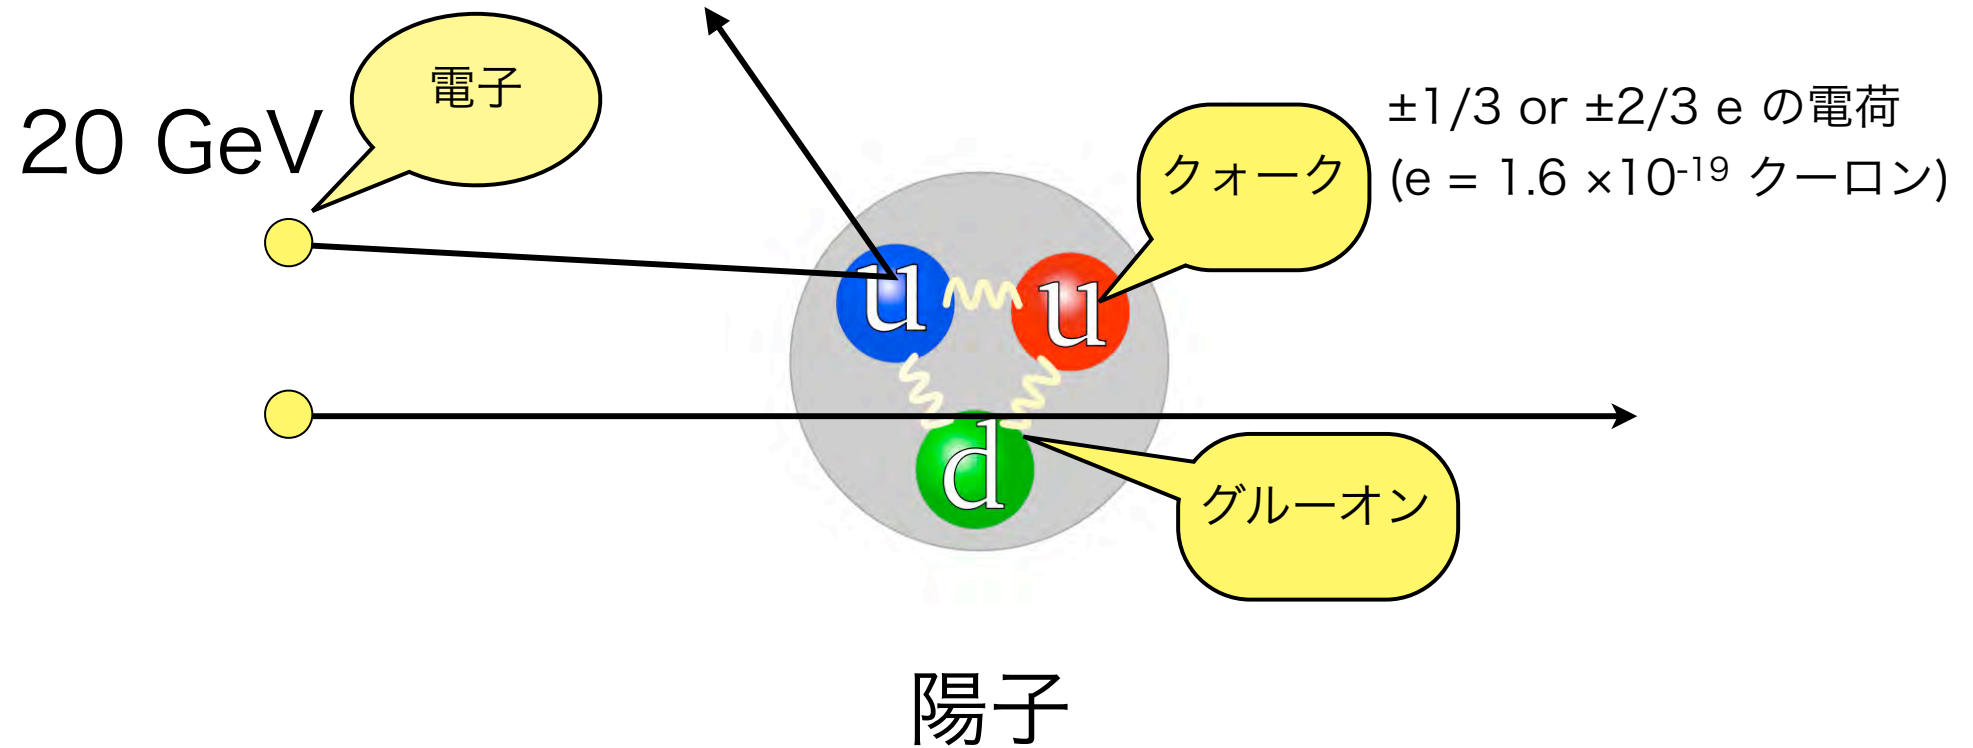 電子
20 GeV
±1/3 or ±2/3 e の電荷
クォーク
(e = 1.6 ×10⁻¹⁹ クーロン)
u
u
d
グルーオン
陽子